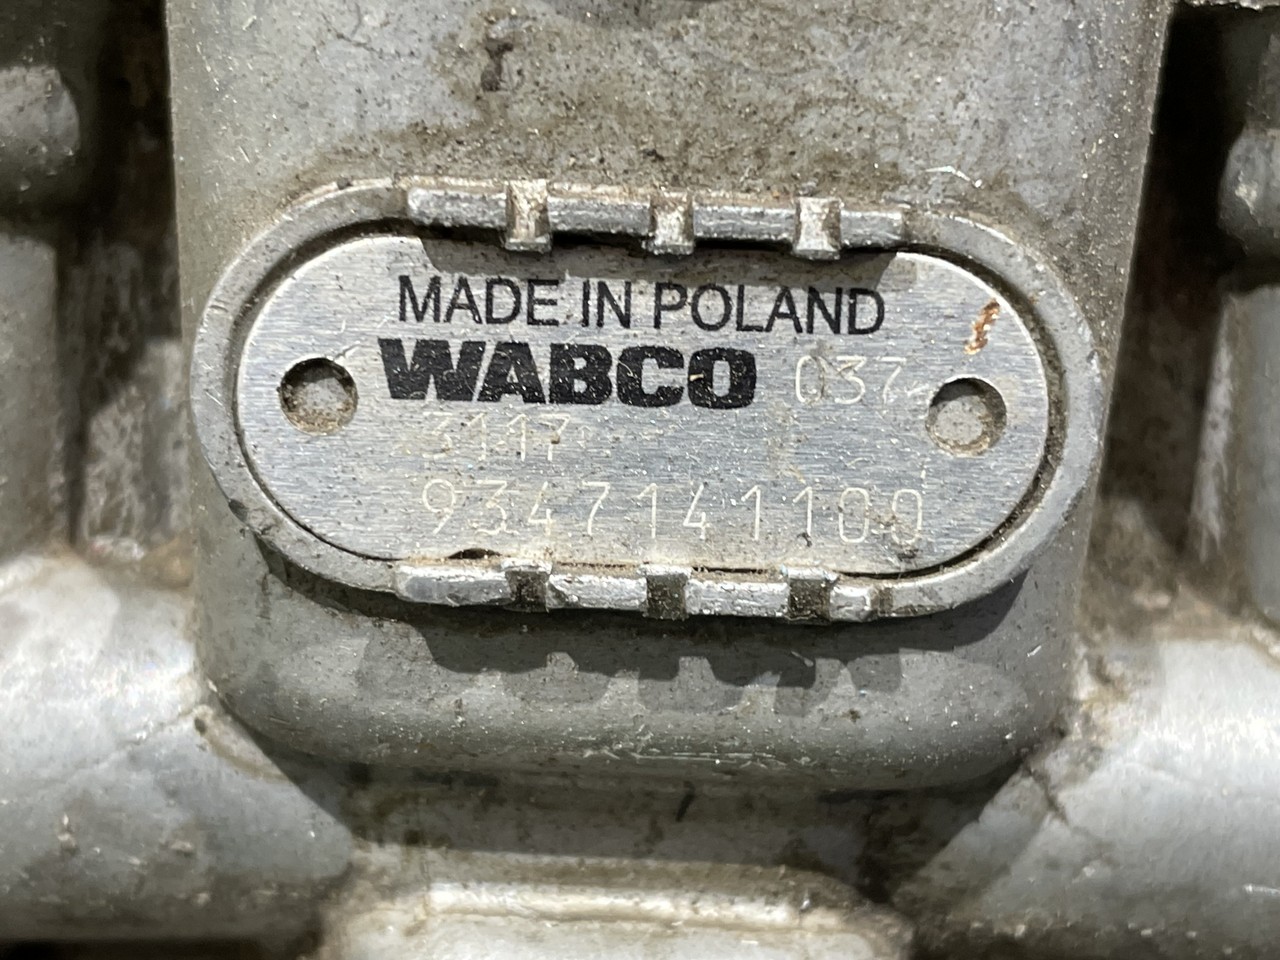 MADE IN POLAND
WABCO 037
3117
9347141100